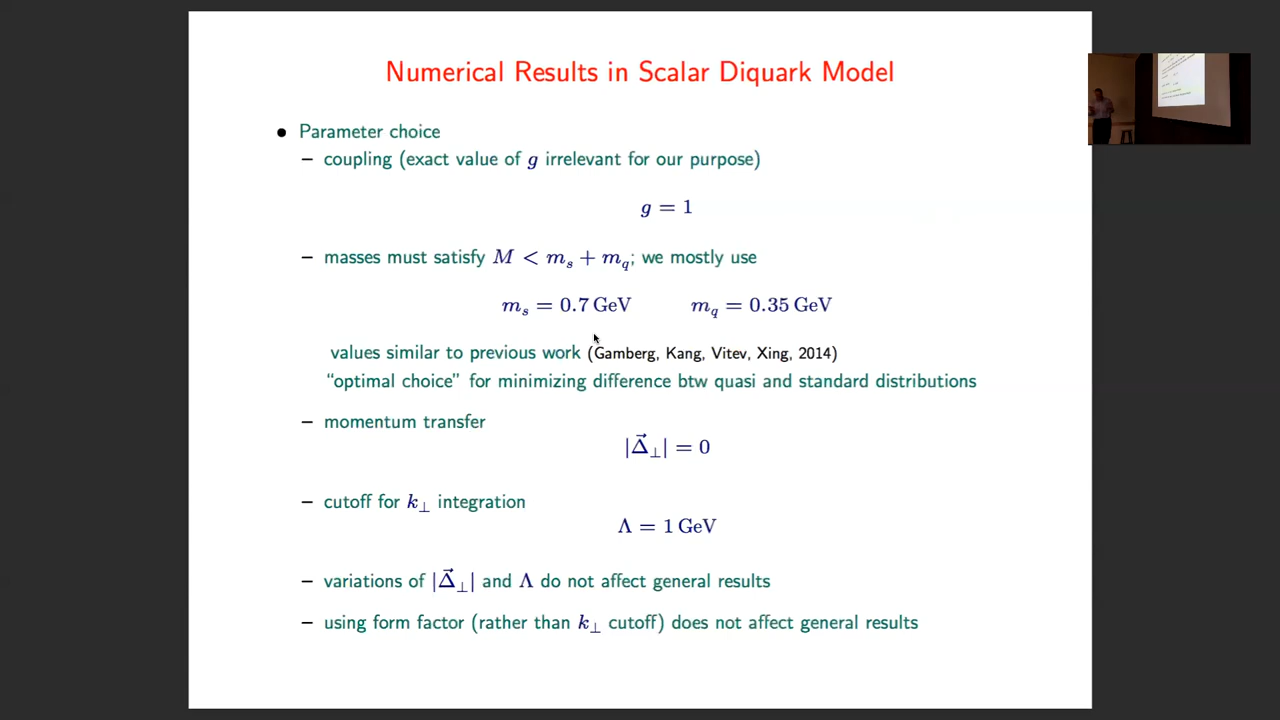 Numerical Results in Scalar Diquark Model
• Parameter choice
– coupling (exact value of g irrelevant for our purpose)
g = 1
– masses must satisfy M < mₛ + m_q; we mostly use
mₛ = 0.7 GeV m_q = 0.35 GeV
values similar to previous work (Gamberg, Kang, Vitev, Xing, 2014)
“optimal choice” for minimizing difference btw quasi and standard distributions
– momentum transfer
|Δ⃗_⊥| = 0
– cutoff for k_⊥ integration
Λ = 1 GeV
– variations of |Δ⃗_⊥| and Λ do not affect general results
– using form factor (rather than k_⊥ cutoff) does not affect general results